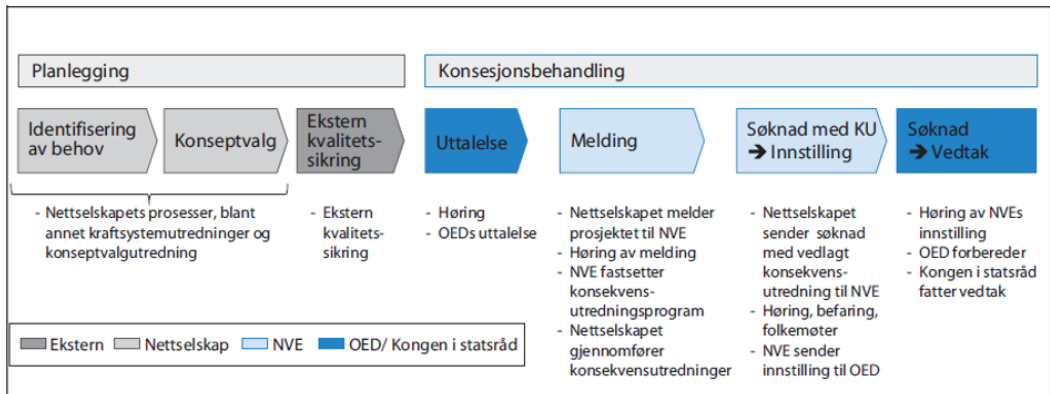 Planlegging
Konsesjonsbehandling
Identifisering
av behov
Konseptvalg
Ekstern
kvalitets-
sikring
Uttalelse
Melding
Søknad med KU
➔ Innstilling
Søknad
➔ Vedtak
- Nettselskapets prosesser, blant
annet kraftsystemutredninger og
konseptvalgutredning
- Ekstern
kvalitets-
sikring
- Høring
- OEDs uttalelse
- Nettselskapet melder
prosjektet til NVE
- Høring av melding
- NVE fastsetter
konsekvens-
utredningsprogram
- Nettselskapet
gjennomfører
konsekvensutredninger
- Nettselskapet
sender søknad
med vedlagt
konsekvens-
utredning til NVE
- Høring, befaring,
folkemøter
- NVE sender
innstilling til OED
- Høring av NVEs
innstilling
- OED forbereder
- Kongen i statsråd
fatter vedtak
Ekstern
Nettselskap
NVE
OED/ Kongen i statsråd